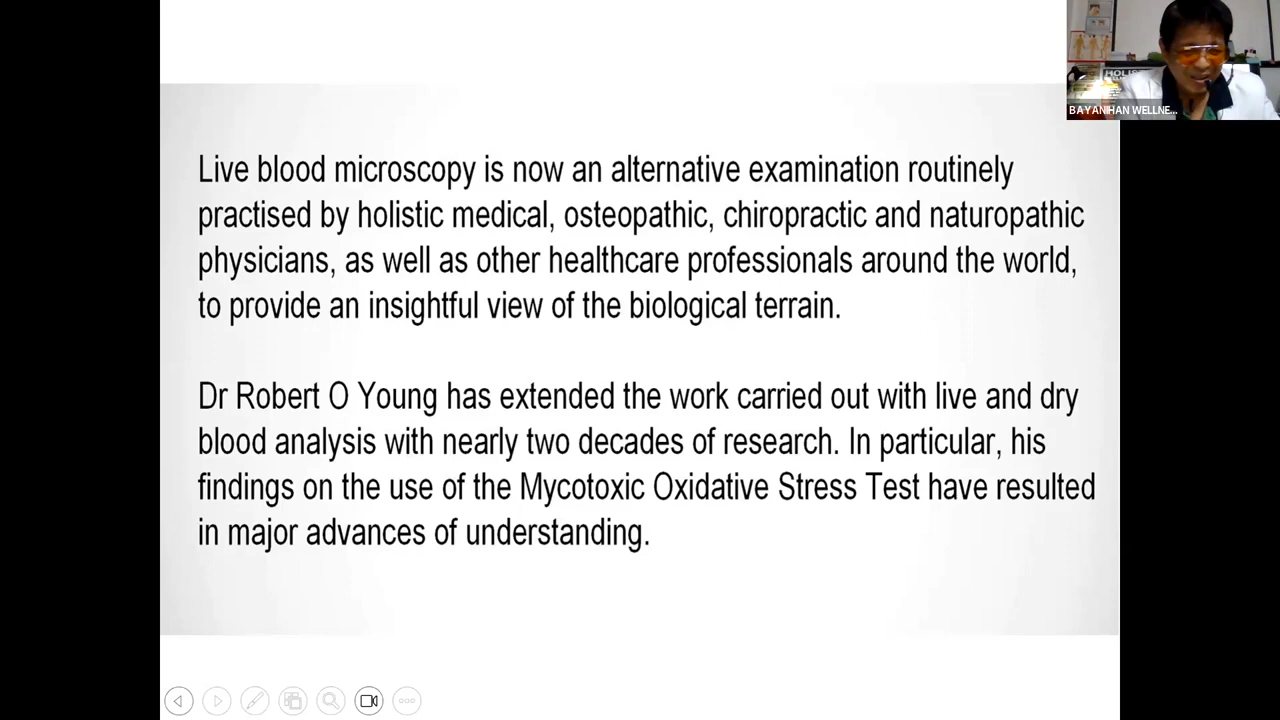 BAYANIHAN WELLNE...
Live blood microscopy is now an alternative examination routinely
practised by holistic medical, osteopathic, chiropractic and naturopathic
physicians, as well as other healthcare professionals around the world,
to provide an insightful view of the biological terrain.
Dr Robert O Young has extended the work carried out with live and dry
blood analysis with nearly two decades of research. In particular, his
findings on the use of the Mycotoxic Oxidative Stress Test have resulted
in major advances of understanding.